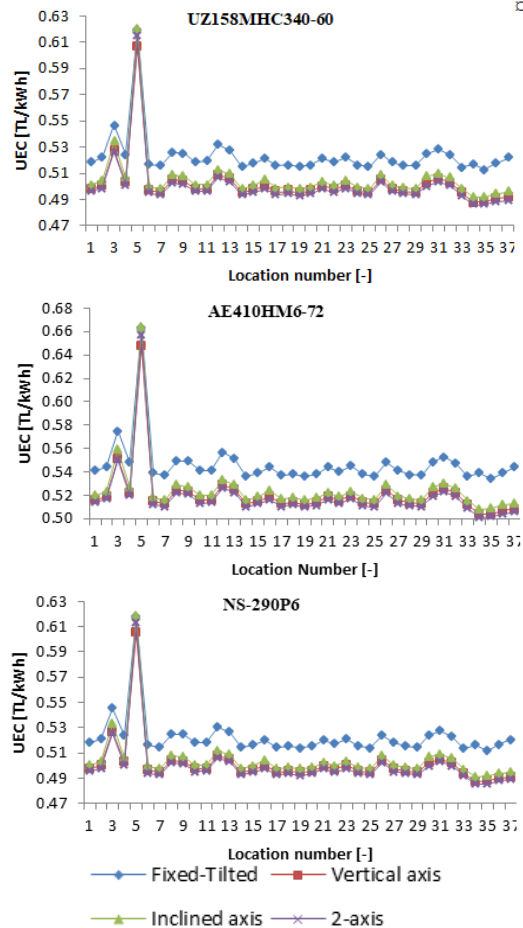 UZ158MHC340-60
UEC [TL/kWh]
0.63
0.61
0.59
0.57
0.55
0.53
0.51
0.49
0.47
1 3 5 7 9 11 13 15 17 19 21 23 25 27 29 31 33 35 37
Location number [-]
AE410HM6-72
UEC [TL/kWh]
0.68
0.66
0.64
0.62
0.60
0.58
0.56
0.54
0.52
0.50
1 3 5 7 9 11 13 15 17 19 21 23 25 27 29 31 33 35 37
Location Number [-]
NS-290P6
UEC [TL/kWh]
0.63
0.61
0.59
0.57
0.55
0.53
0.51
0.49
0.47
1 3 5 7 9 11 13 15 17 19 21 23 25 27 29 31 33 35 37
Location number [-]
Fixed-Tilted Vertical axis
Inclined axis 2-axis